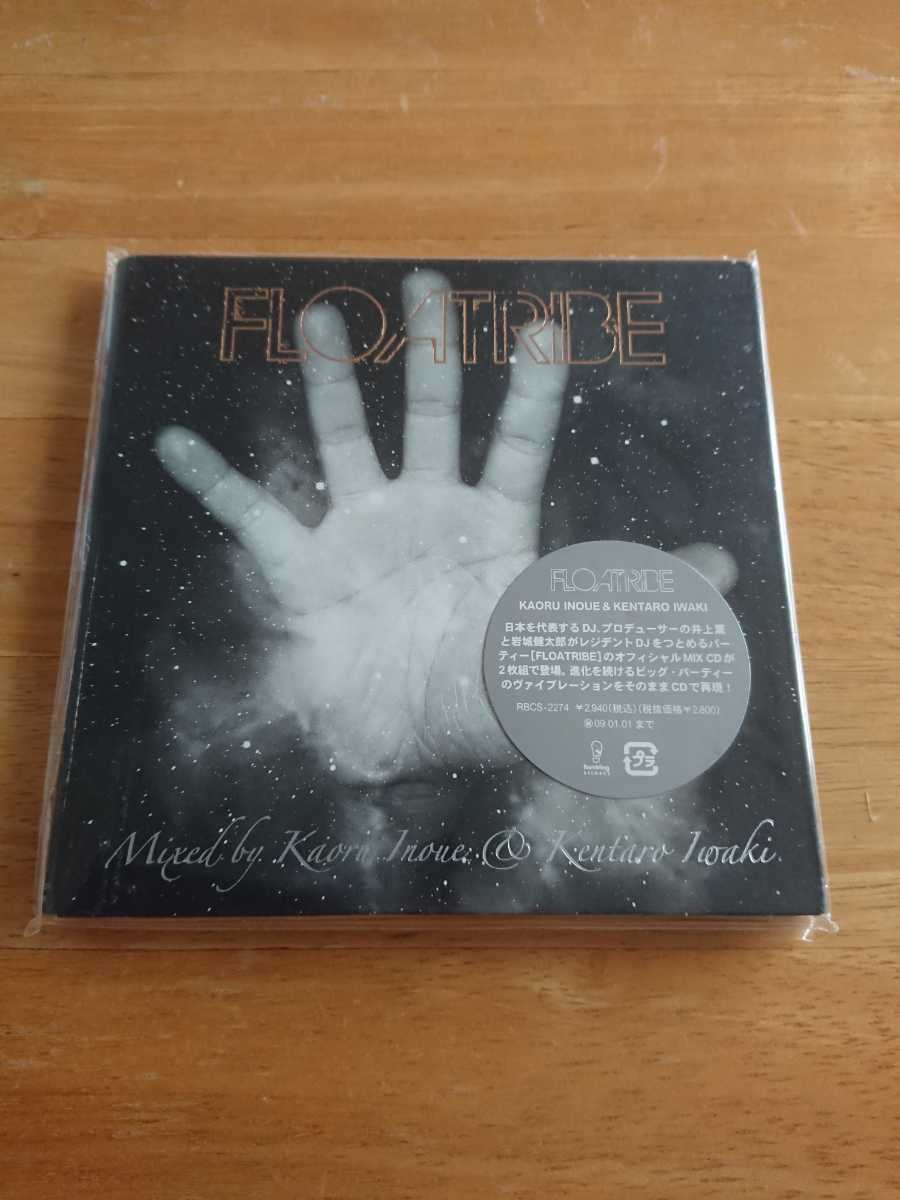 FLOATRIBE
FLOATRIBE
KAORU INOUE & KENTARO IWAKI
日本を代表するDJ、プロデューサーの井上薫
と岩城健太郎がレジデントDJをつとめるパー
ティー[FLOATRIBE]のオフィシャルMIX CDが
2枚組で登場。進化を続けるビッグ・パーティー
のヴァイブレーションをそのままCDで再現！
RBCS-2274 ￥2,940(税込)(税抜価格￥2,800)
09.01.01まで
Rambling
RECORDS
プラ
Mixed by Kaoru Inoue & Kentaro Iwaki